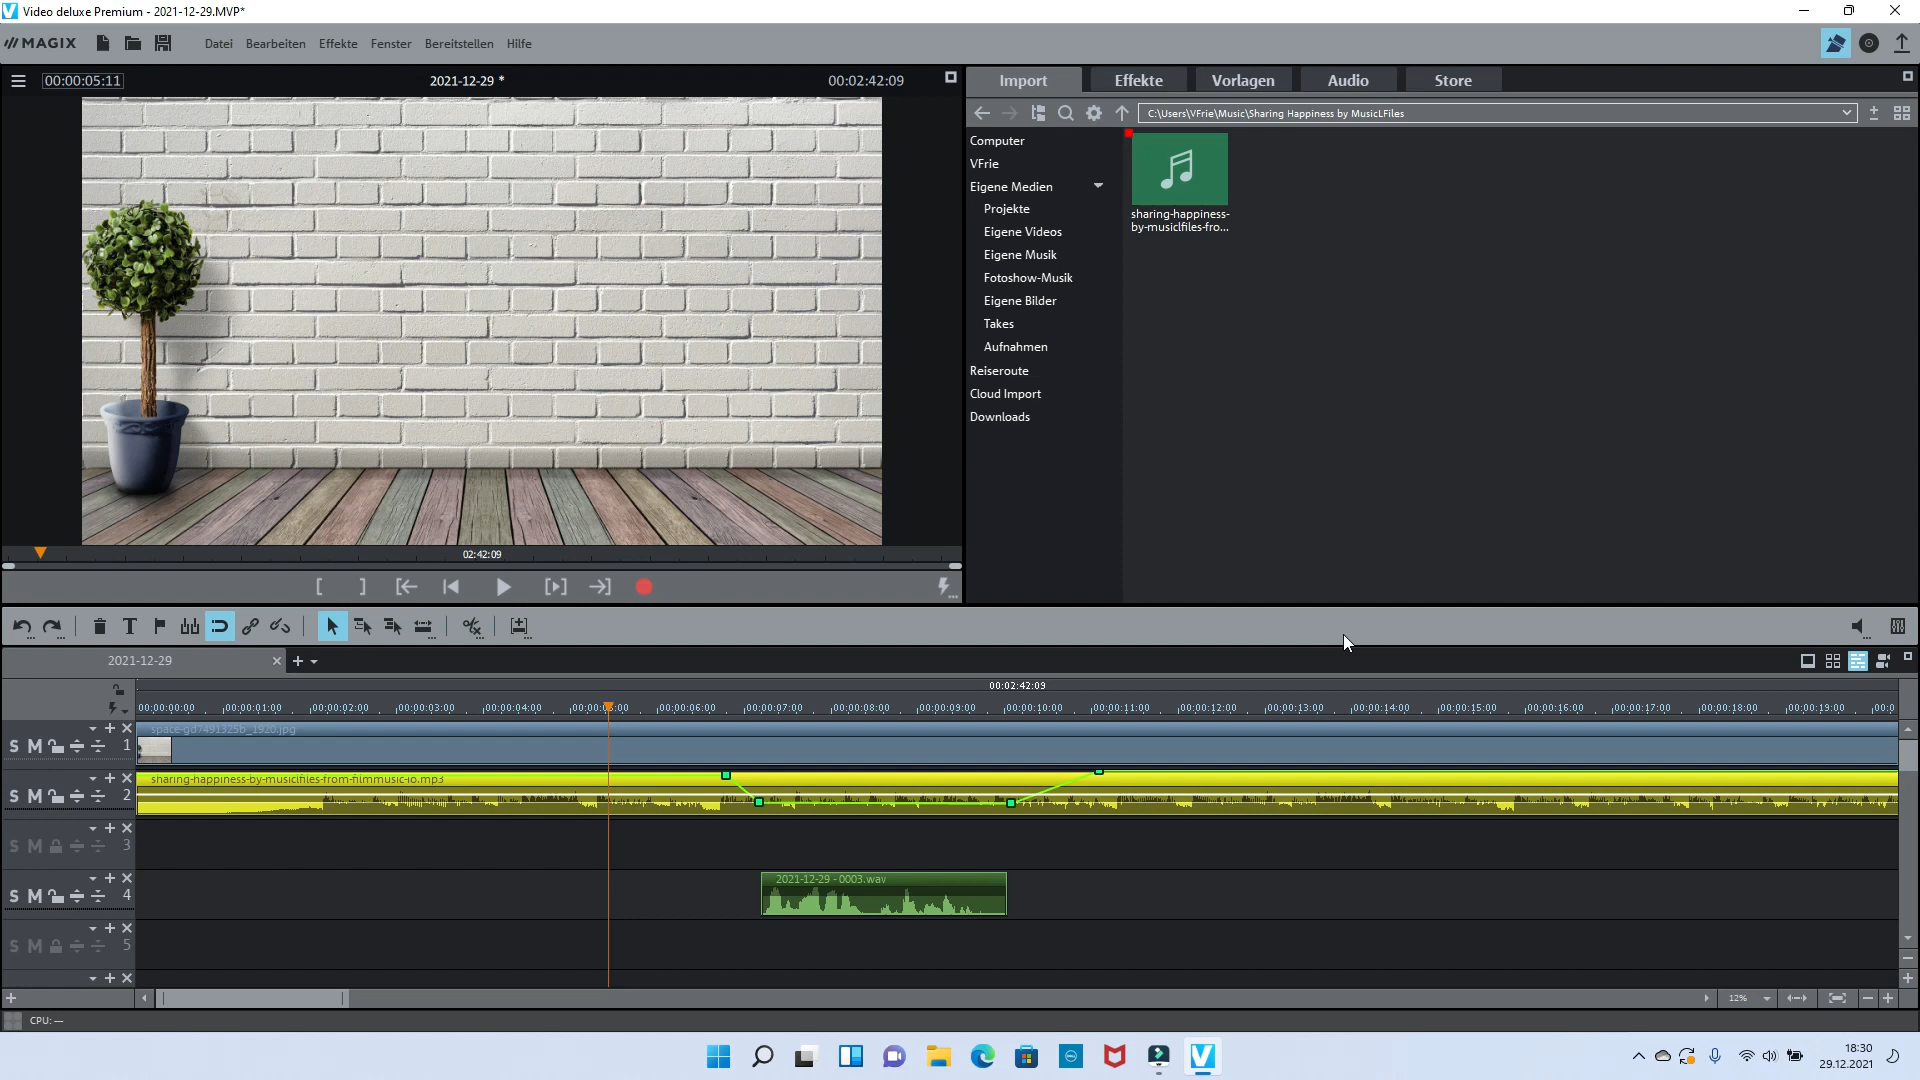 Video deluxe Premium - 2021-12-29.MVP*
MAGIX Datei Bearbeiten Effekte Fenster Bereitstellen Hilfe
00:00:05:11 2021-12-29 * 00:02:42:09
Import Effekte Vorlagen Audio Store
C:\Users\VFrie\Music\Sharing Happiness by MusicLFiles
Computer
VFrie
Eigene Medien
Projekte
Eigene Videos
Eigene Musik
Fotoshow-Musik
Eigene Bilder
Takes
Aufnahmen
Reiseroute
Cloud Import
Downloads
sharing-happiness-
by-musiclfiles-fro...
02:42:09
2021-12-29
00:02:42:09
00:00:00:00 00:00:01:00 00:00:02:00 00:00:03:00 00:00:04:00 00:00:06:00 00:00:07:00 00:00:08:00 00:00:09:00 00:00:10:00 00:00:11:00 00:00:12:00 00:00:13:00 00:00:14:00 00:00:15:00 00:00:16:00 00:00:17:00 00:00:18:00 00:00:19:00 00:0
space-gd7491325b_1920.jpg
S M 1
sharing-happiness-by-musiclfiles-from-filmmusic-io.mp3
S M 2
S M 3
2021-12-29 - 0003.wav
S M 4
S M 5
12%
CPU: —
18:30
29.12.2021